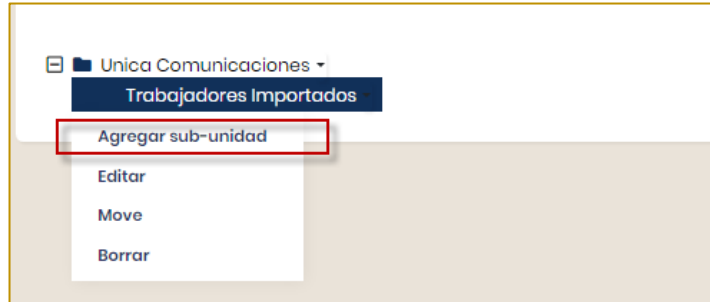 Unica Comunicaciones
Trabajadores Importados
Agregar sub-unidad
Editar
Move
Borrar